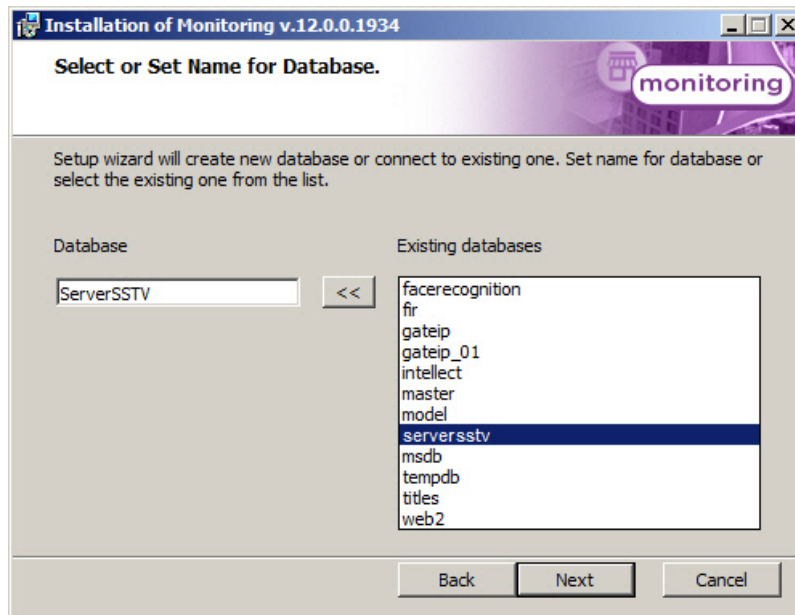 Installation of Monitoring v.12.0.0.1934
Select or Set Name for Database.
monitoring
Setup wizard will create new database or connect to existing one. Set name for database or
select the existing one from the list.
Database
ServerSSTV
<<
Existing databases
facerecognition
fir
gateip
gateip_01
intellect
master
model
serversstv
msdb
tempdb
titles
web2
Back
Next
Cancel